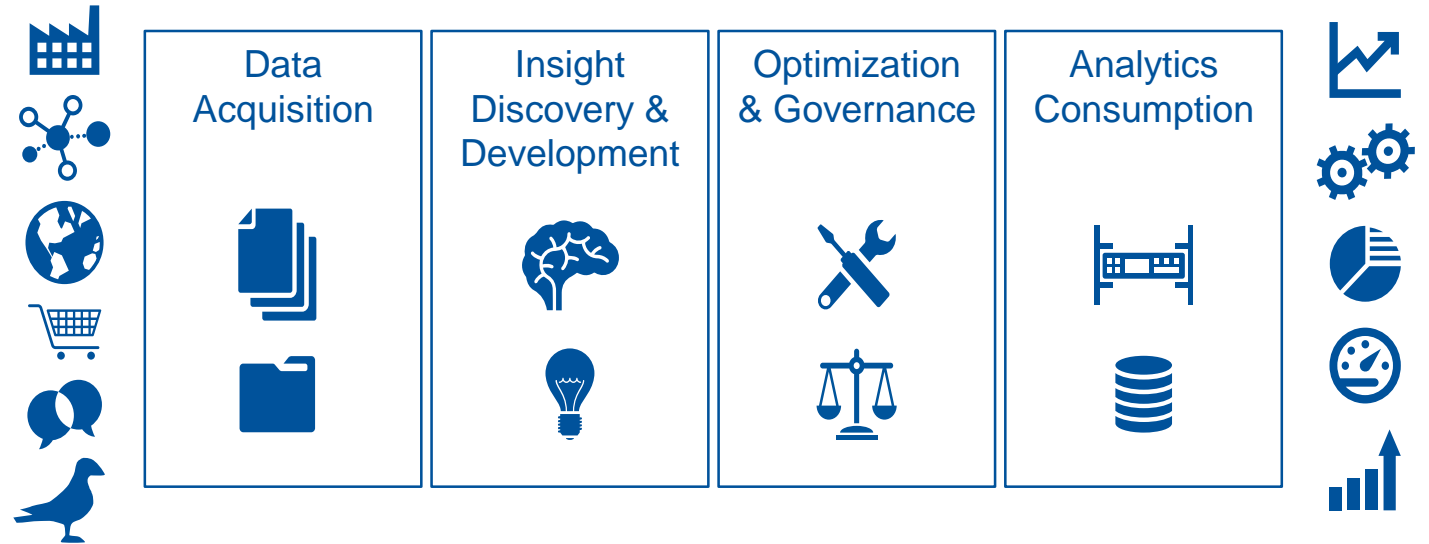 Data
Acquisition
Insight
Discovery &
Development
Optimization
& Governance
Analytics
Consumption